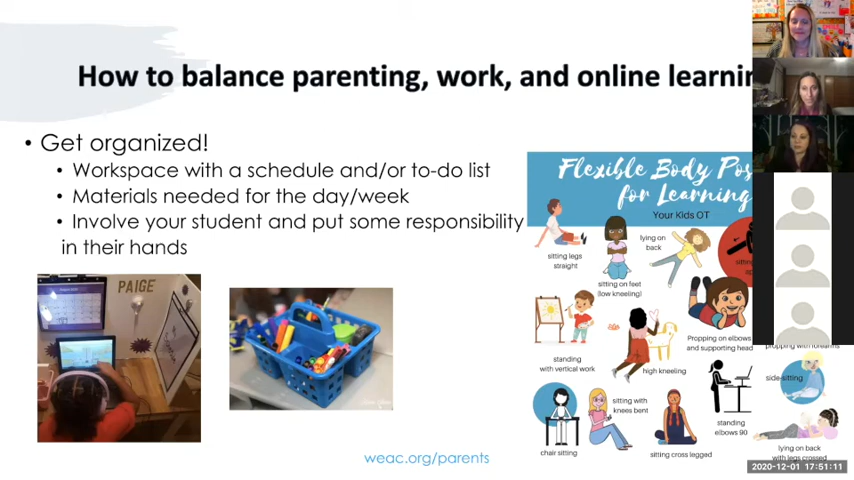 How to balance parenting, work, and online learnin
• Get organized!
• Workspace with a schedule and/or to-do list
• Materials needed for the day/week
• Involve your student and put some responsibility
in their hands
PAIGE
Flexible Body Pos
for Learning
Your Kids OT
sitting legs
straight
sitting on feet
(low kneeling)
lying on
back
sitting
standing
with vertical work
high kneeling
Propping on elbows
and supporting head
propping with forearms
chair sitting
sitting with
knees bent
sitting cross legged
standing
elbows 90
side-sitting
lying on back
with legs crossed
weac.org/parents
2020-12-01 17:51:11